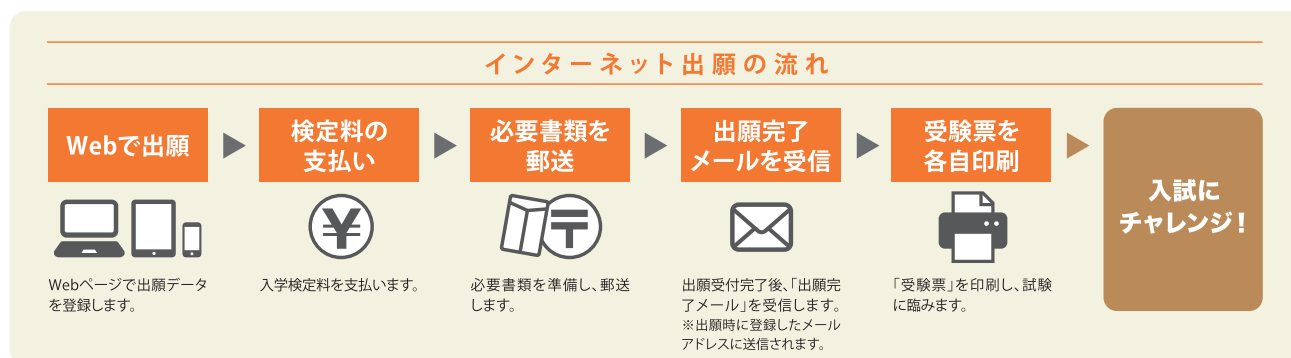 インターネット出願の流れ
Webで出願
検定料の
支払い
必要書類を
郵送
出願完了
メールを受信
受験票を
各自印刷
入試に
チャレンジ！
Webページで出願データ
を登録します。
入学検定料を支払います。
必要書類を準備し、郵送
します。
出願受付完了後、「出願完
了メール」を受信します。
※出願時に登録したメール
アドレスに送信されます。
「受験票」を印刷し、試験
に臨みます。